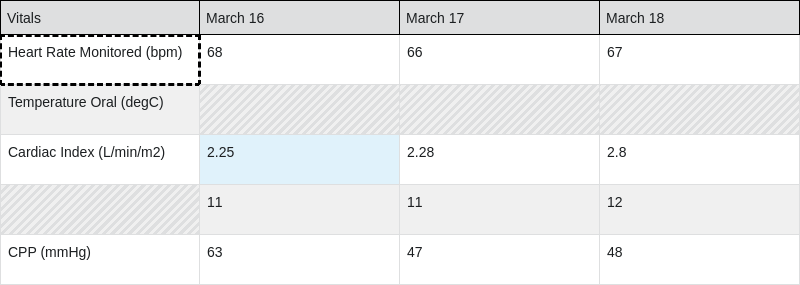 Vitals March 16 March 17 March 18
Heart Rate Monitored (bpm) 68 66 67
Temperature Oral (degC)
Cardiac Index (L/min/m2) 2.25 2.28 2.8
11 11 12
CPP (mmHg) 63 47 48